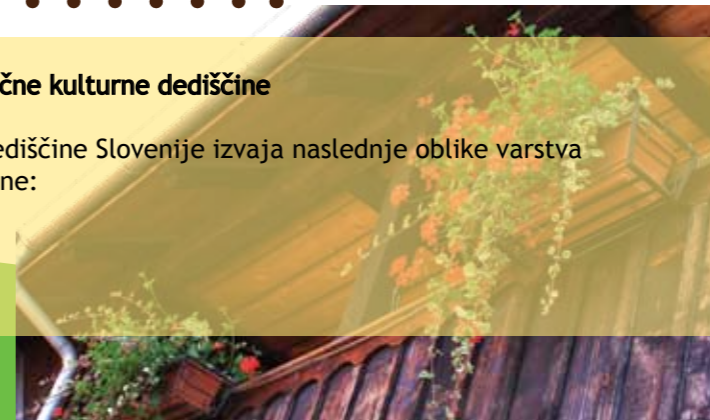 čne kulturne dediščine
ediščine Slovenije izvaja naslednje oblike varstva
ne: